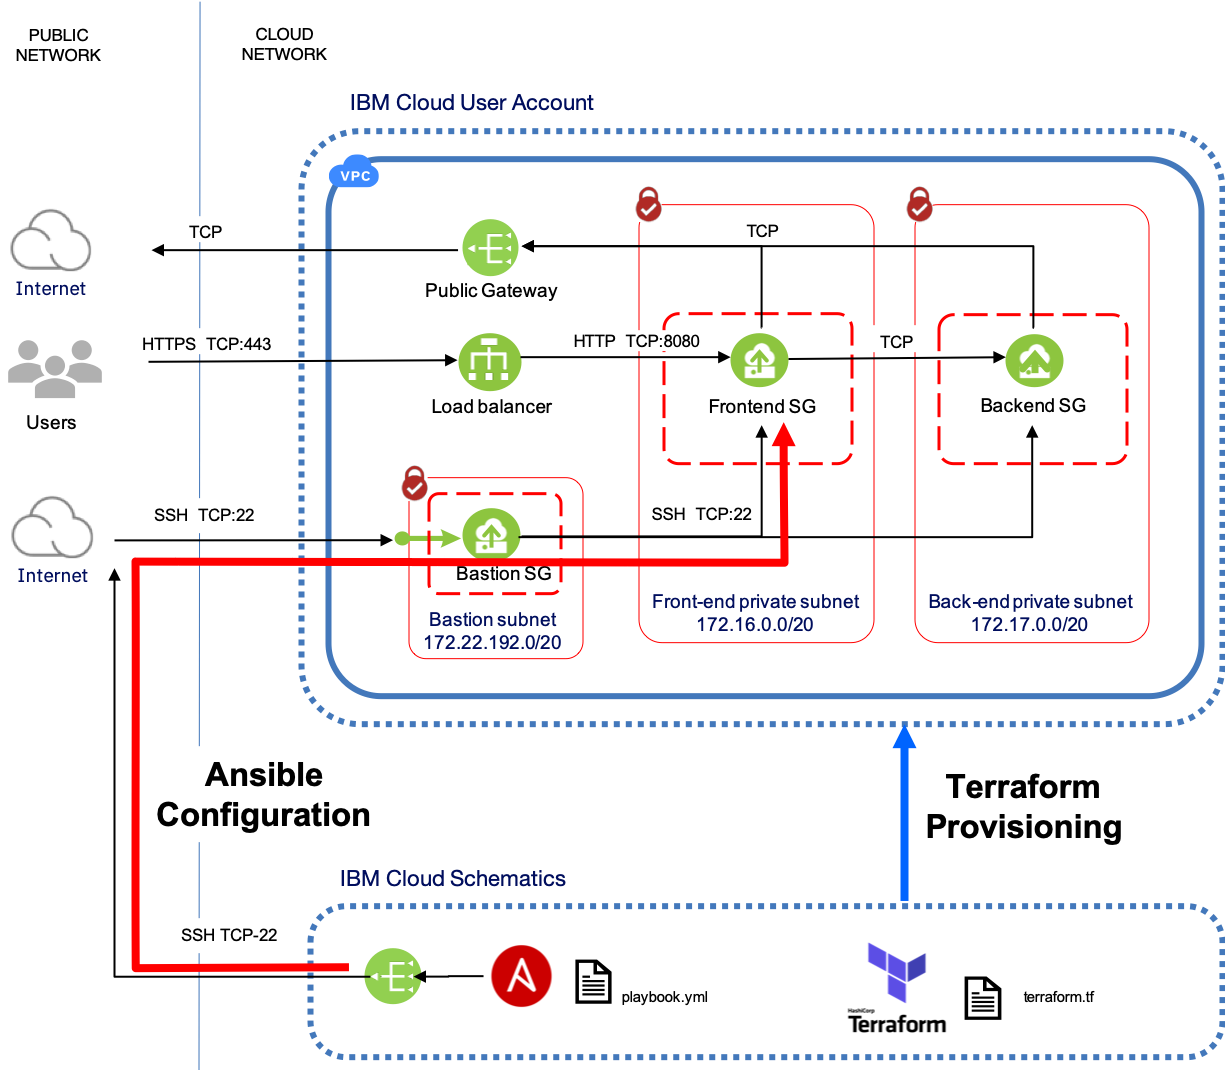 PUBLIC
NETWORK
CLOUD
NETWORK
IBM Cloud User Account
VPC
TCP
TCP
Internet
Public Gateway
HTTPS TCP:443
HTTP TCP:8080
TCP
Users
Load balancer
Frontend SG
Backend SG
SSH TCP:22
SSH TCP:22
Internet
Bastion SG
Bastion subnet
172.22.192.0/20
Front-end private subnet
172.16.0.0/20
Back-end private subnet
172.17.0.0/20
Ansible
Configuration
Terraform
Provisioning
IBM Cloud Schematics
SSH TCP-22
playbook.yml
HashiCorp
Terraform
terraform.tf